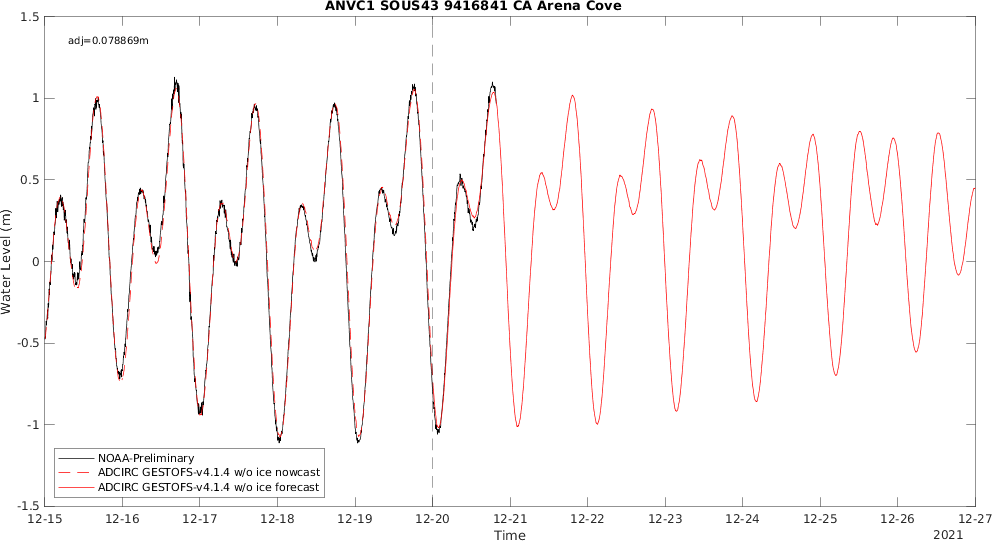 ANVC1 SOUS43 9416841 CA Arena Cove
adj=0.078869m
Water Level (m)
1.5
1
0.5
0
-0.5
-1
-1.5
NOAA-Preliminary
ADCIRC GESTOFS-v4.1.4 w/o ice nowcast
ADCIRC GESTOFS-v4.1.4 w/o ice forecast
12-15 12-16 12-17 12-18 12-19 12-20 12-21 12-22 12-23 12-24 12-25 12-26 12-27
Time
2021